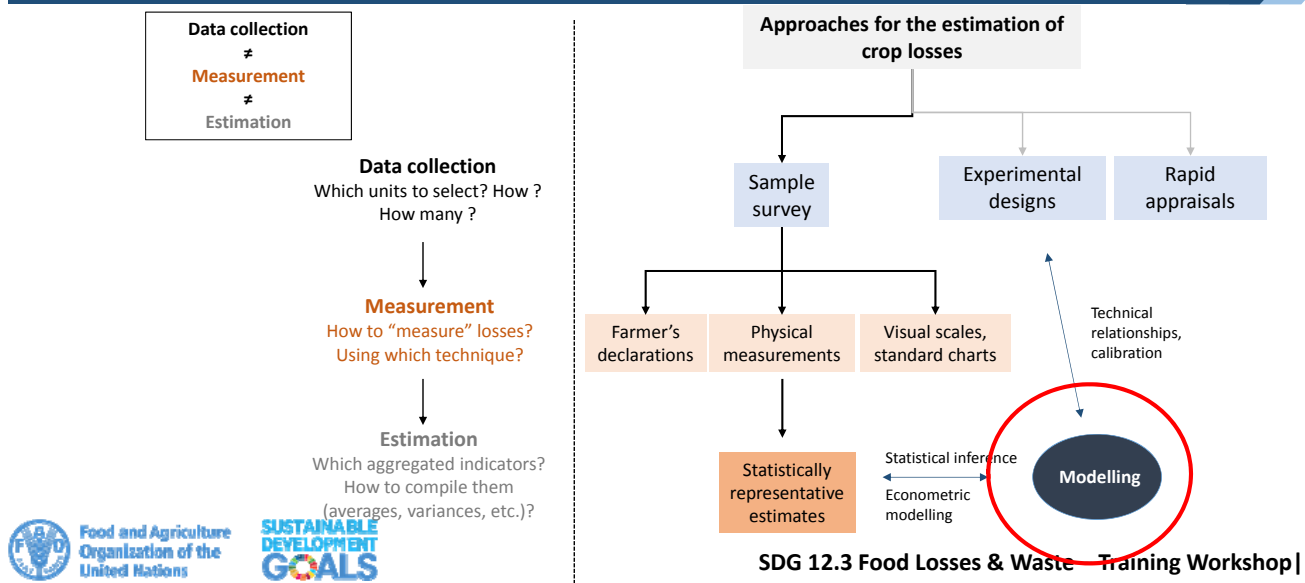 Data collection
≠
Measurement
≠
Estimation
Data collection
Which units to select? How ?
How many ?
Measurement
How to “measure” losses?
Using which technique?
Estimation
Which aggregated indicators?
How to compile them
(averages, variances, etc.)?
Food and Agriculture
Organization of the
United Nations
SUSTAINABLE
DEVELOPMENT
GOALS
Approaches for the estimation of
crop losses
Sample
survey
Experimental
designs
Rapid
appraisals
Farmer’s
declarations
Physical
measurements
Visual scales,
standard charts
Technical
relationships,
calibration
Statistically
representative
estimates
Statistical inference
Econometric
modelling
Modelling
SDG 12.3 Food Losses & Waste Training Workshop|